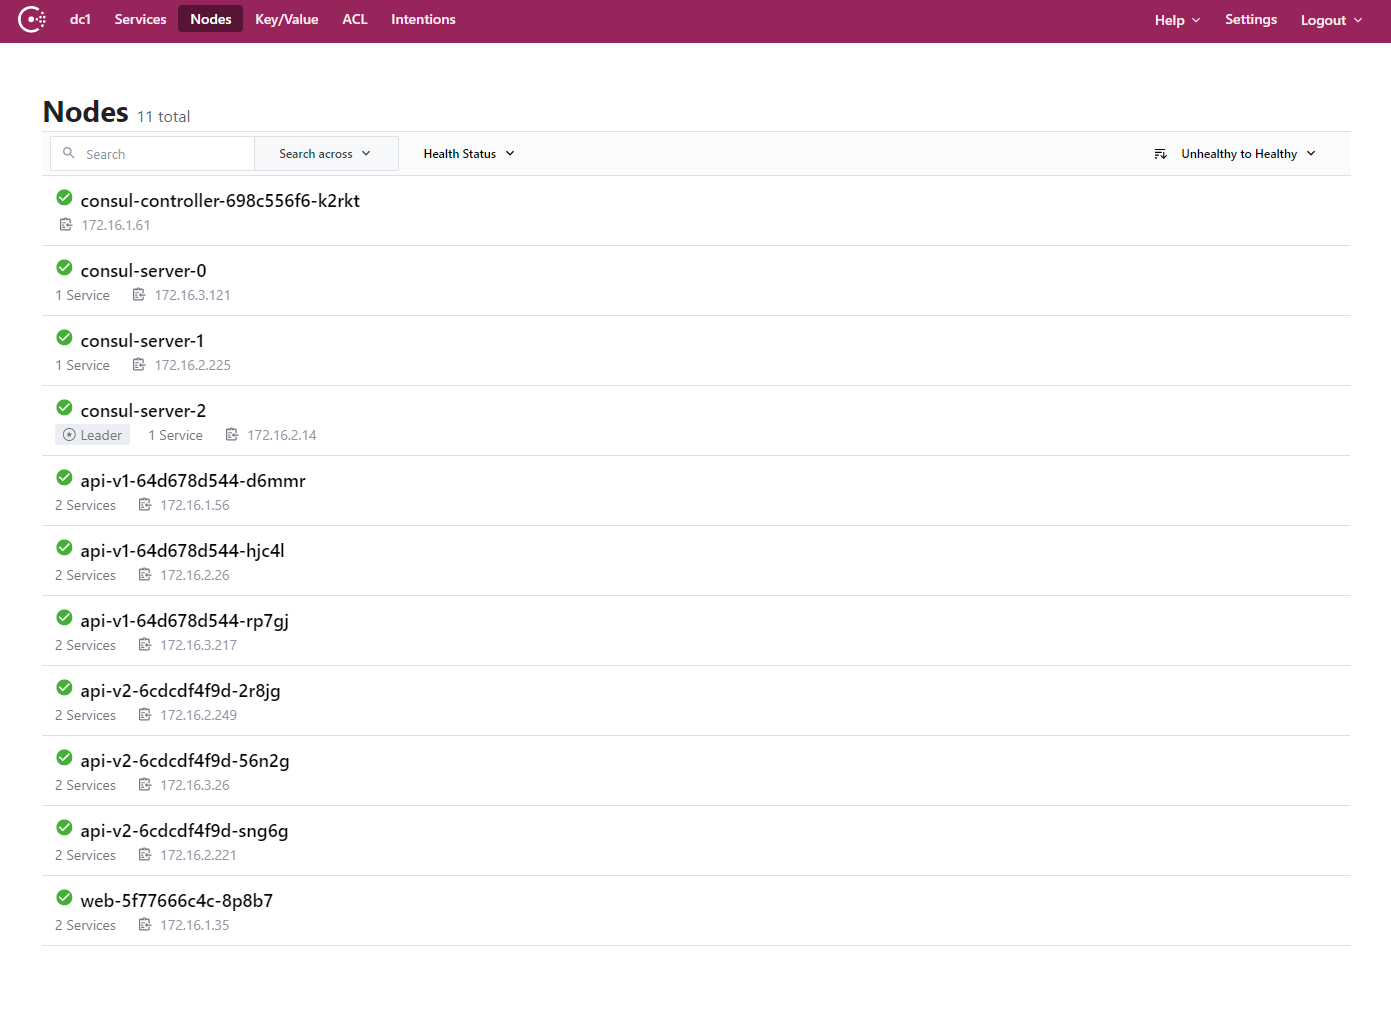 dc1 Services Nodes Key/Value ACL Intentions Help Settings Logout
Nodes 11 total
Search Search across Health Status Unhealthy to Healthy
consul-controller-698c556f6-k2rkt
172.16.1.61
consul-server-0
1 Service 172.16.3.121
consul-server-1
1 Service 172.16.2.225
consul-server-2
Leader 1 Service 172.16.2.14
api-v1-64d678d544-d6mmr
2 Services 172.16.1.56
api-v1-64d678d544-hjc4l
2 Services 172.16.2.26
api-v1-64d678d544-rp7gj
2 Services 172.16.3.217
api-v2-6cdcdf4f9d-2r8jg
2 Services 172.16.2.249
api-v2-6cdcdf4f9d-56n2g
2 Services 172.16.3.26
api-v2-6cdcdf4f9d-sng6g
2 Services 172.16.2.221
web-5f77666c4c-8p8b7
2 Services 172.16.1.35